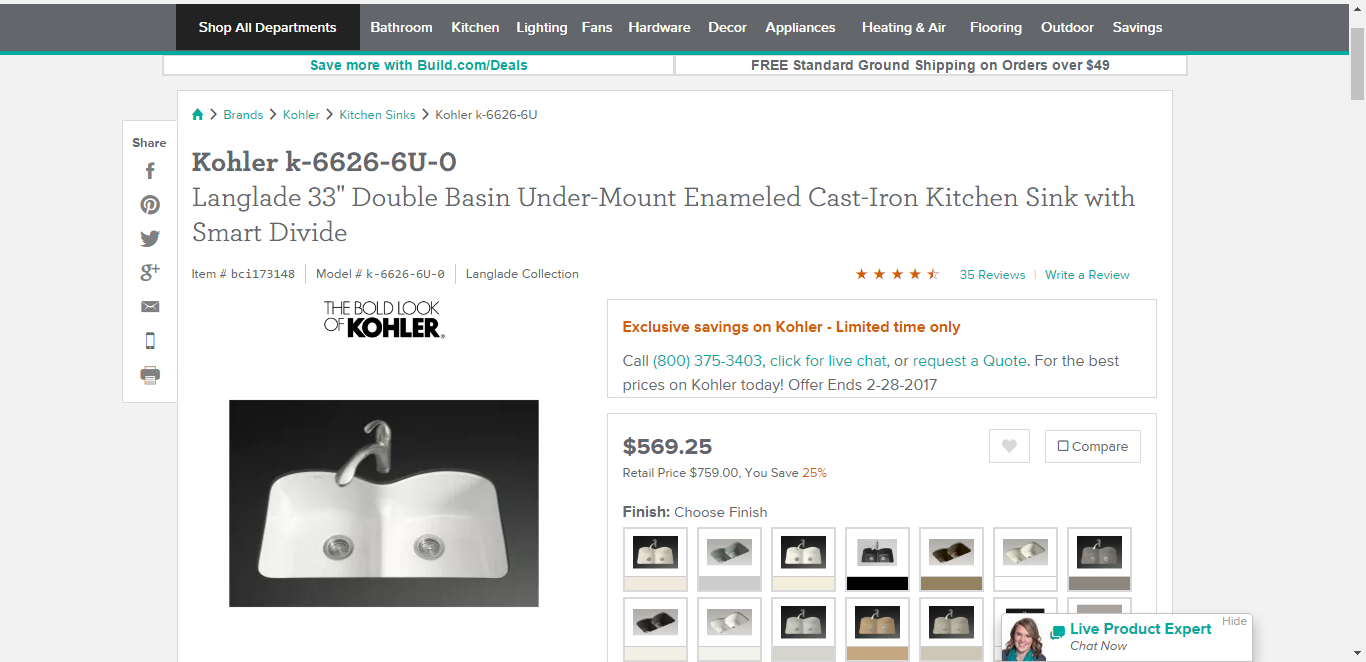 Shop All Departments Bathroom Kitchen Lighting Fans Hardware Decor Appliances Heating & Air Flooring Outdoor Savings
Save more with Build.com/Deals FREE Standard Ground Shipping on Orders over $49
Brands Kohler Kitchen Sinks Kohler k-6626-6U
Share
Kohler k-6626-6U-0
Langlade 33" Double Basin Under-Mount Enameled Cast-Iron Kitchen Sink with
Smart Divide
Item # bci173148 Model # k-6626-6U-0 Langlade Collection 35 Reviews Write a Review
THE BOLD LOOK
OF KOHLER.
Exclusive savings on Kohler - Limited time only
Call (800) 375-3403, click for live chat, or request a Quote. For the best
prices on Kohler today! Offer Ends 2-28-2017
$569.25 Compare
Retail Price $759.00, You Save 25%
Finish: Choose Finish
Hide
Live Product Expert
Chat Now